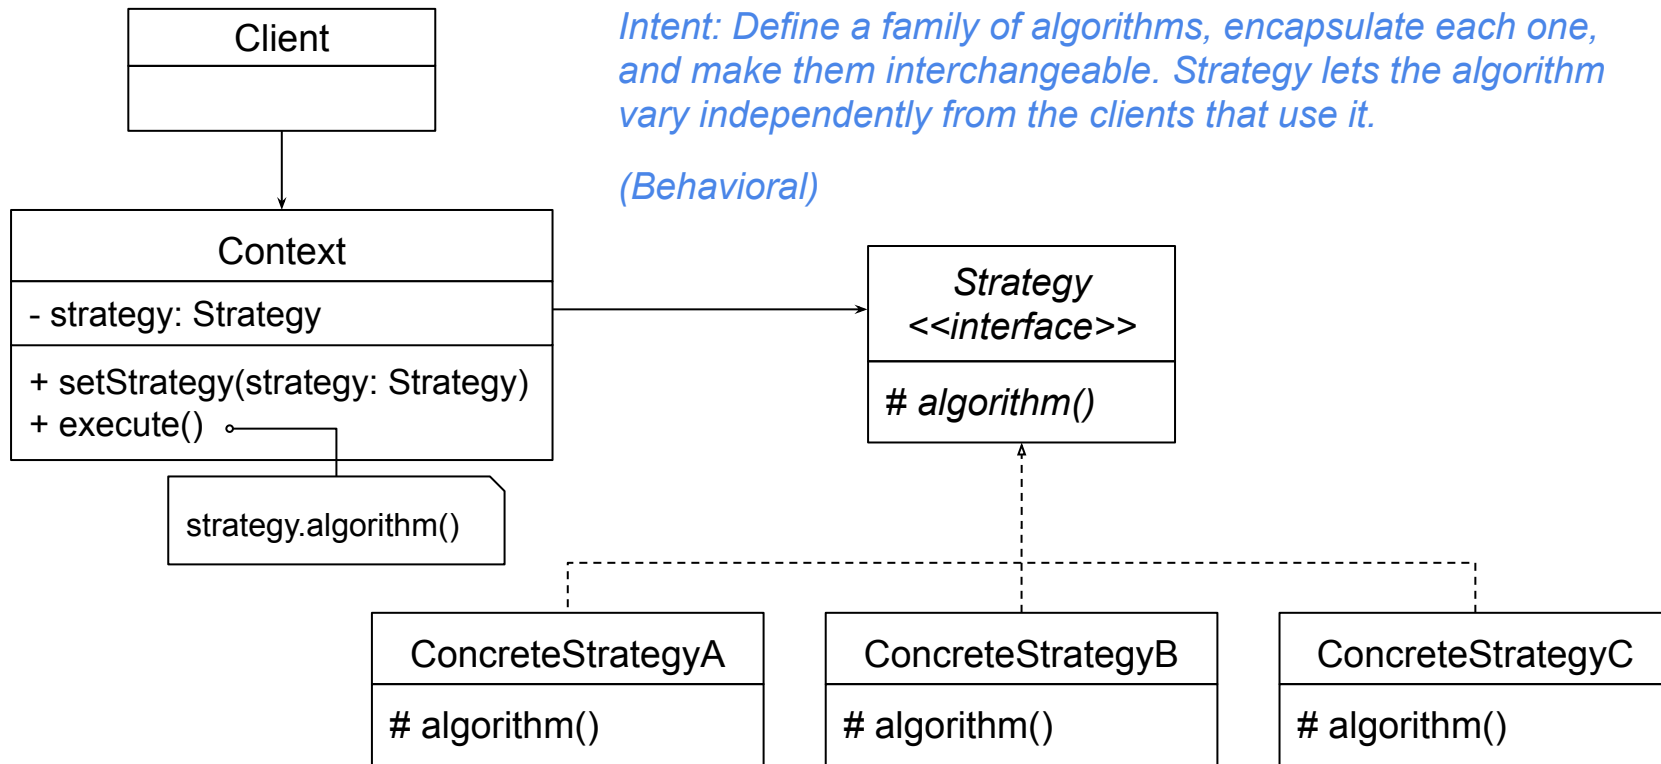 Client
Intent: Define a family of algorithms, encapsulate each one,
and make them interchangeable. Strategy lets the algorithm
vary independently from the clients that use it.
(Behavioral)
Context
- strategy: Strategy
+ setStrategy(strategy: Strategy)
+ execute()
strategy.algorithm()
Strategy
<<interface>>
# algorithm()
ConcreteStrategyA
# algorithm()
ConcreteStrategyB
# algorithm()
ConcreteStrategyC
# algorithm()